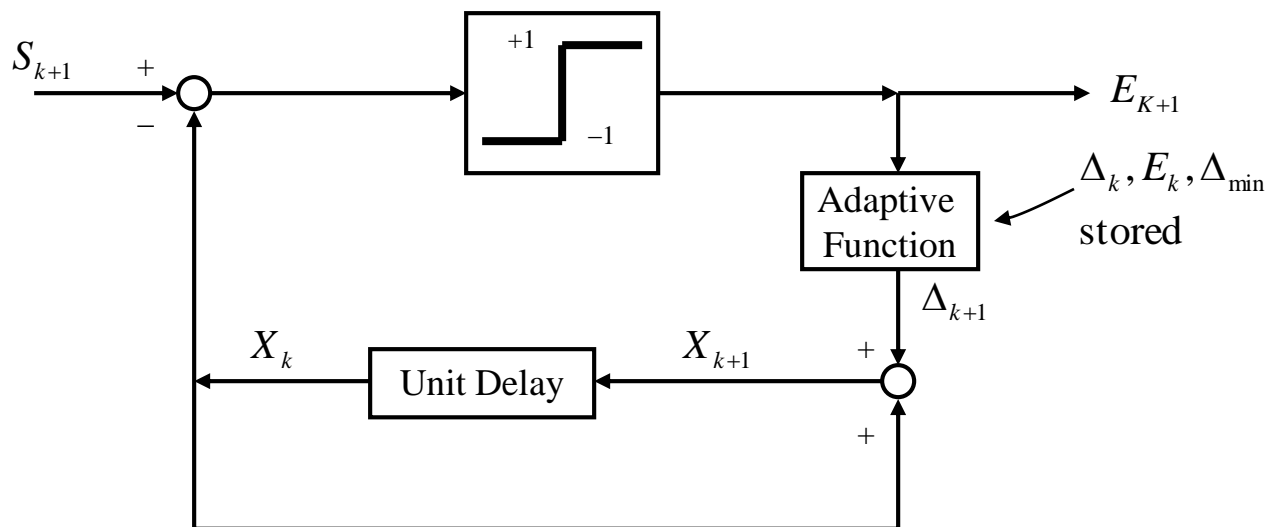 S_{k+1}
+
−
+1
−1
E_{K+1}
Δ_k, E_k, Δ_min
stored
Adaptive
Function
Δ_{k+1}
X_k
Unit Delay
X_{k+1}
+
+